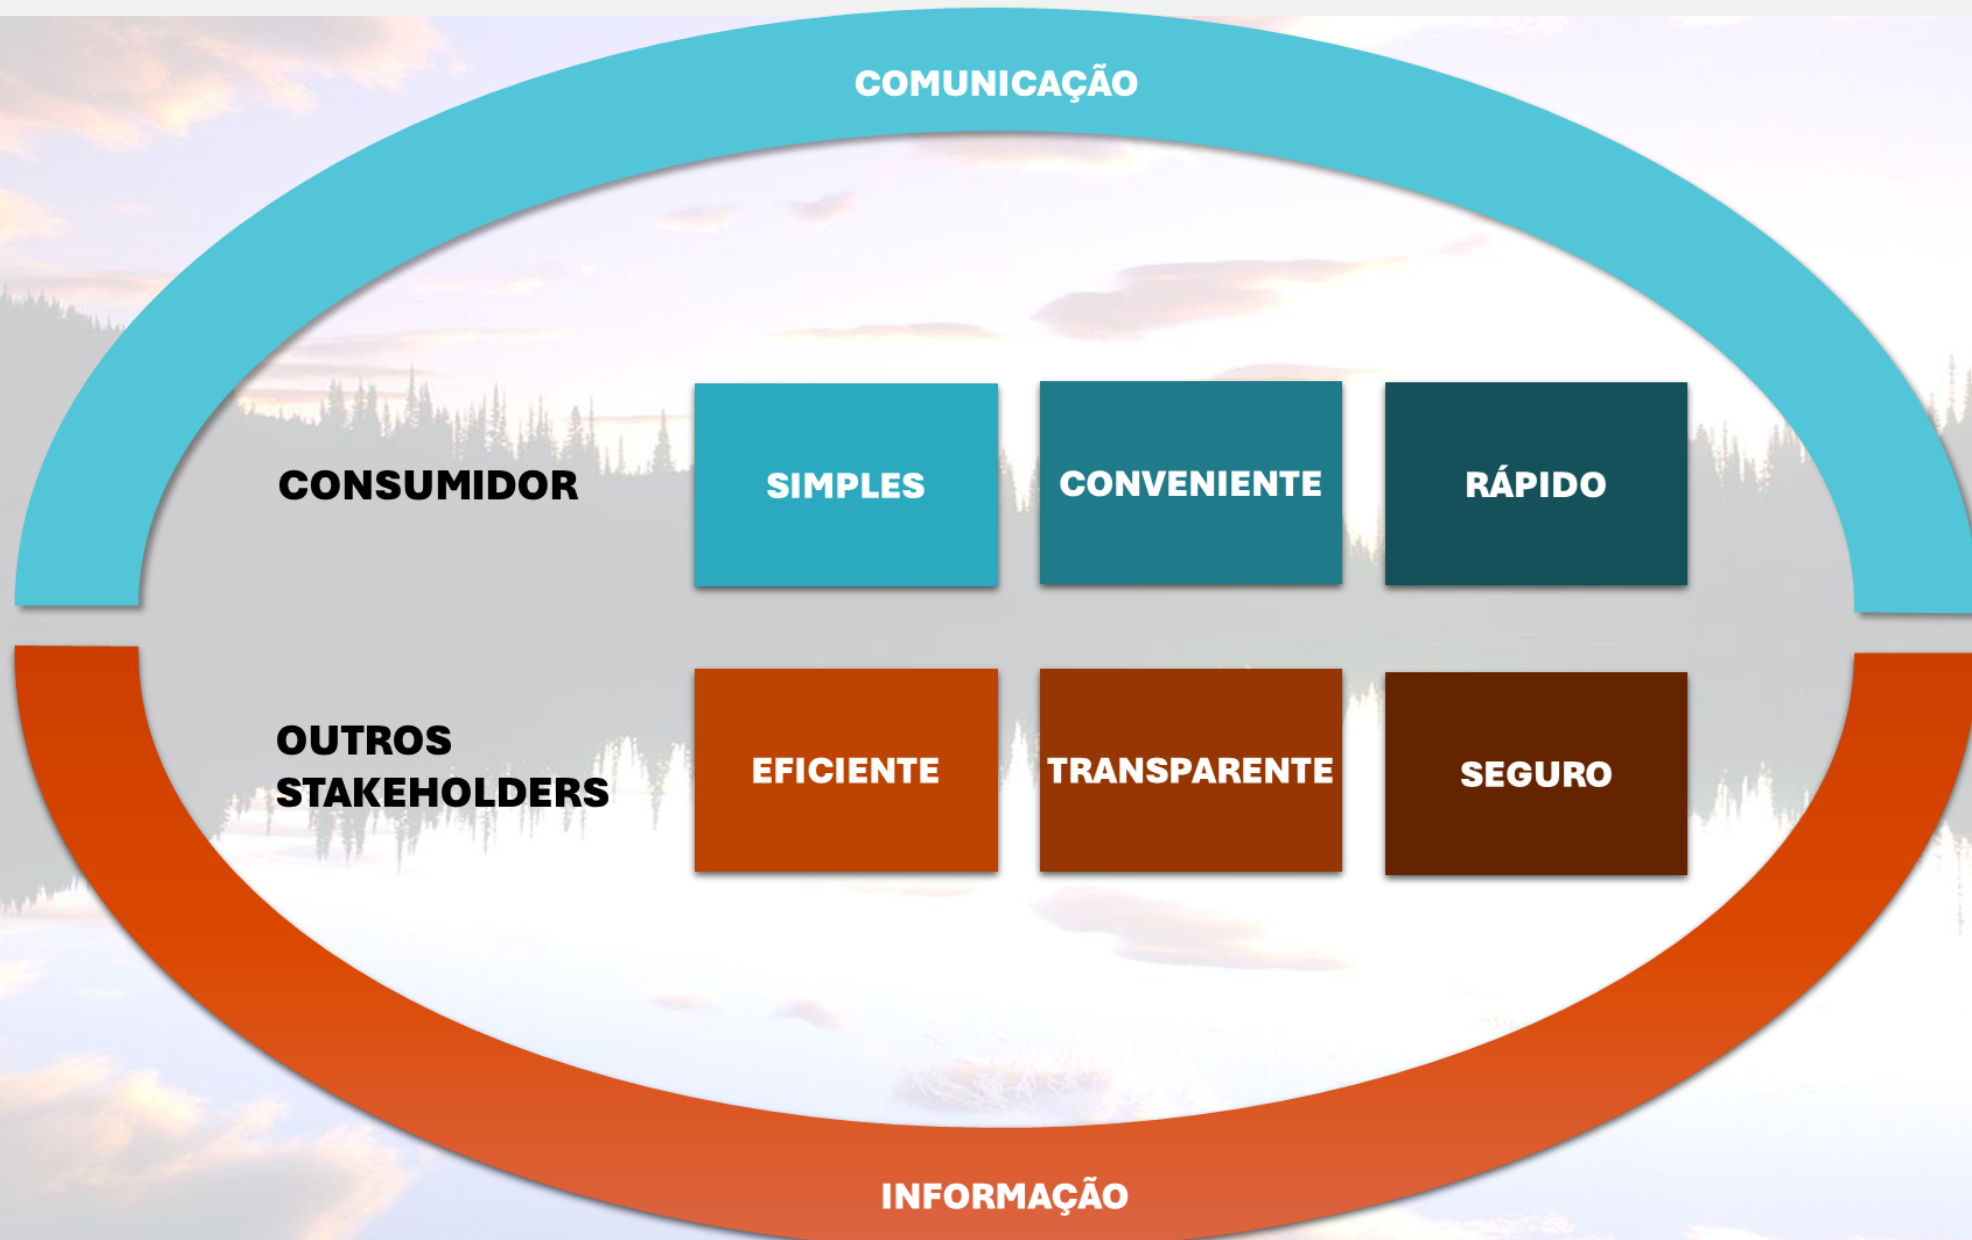 COMUNICAÇÃO
CONSUMIDOR
SIMPLES
CONVENIENTE
RÁPIDO
OUTROS
STAKEHOLDERS
EFICIENTE
TRANSPARENTE
SEGURO
INFORMAÇÃO